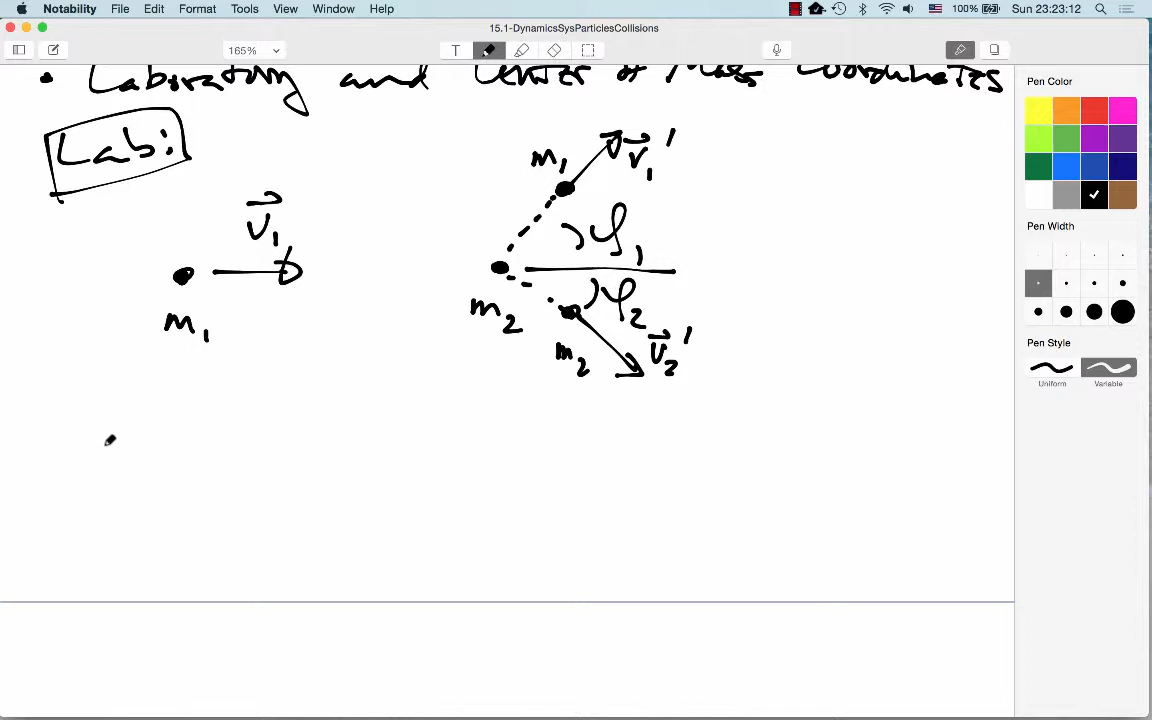 Notability File Edit Format Tools View Window Help 100% Sun 23:23:12
15.1-DynamicsSysParticlesCollisions
165% T
• Laboratory and Center of Mass Coordinates
Pen Color
Lab:
m₁ v⃗₁'
v⃗₁
φ₁
m₁
m₂ φ₂
m₂ v⃗₂'
Pen Width
Pen Style
Uniform Variable